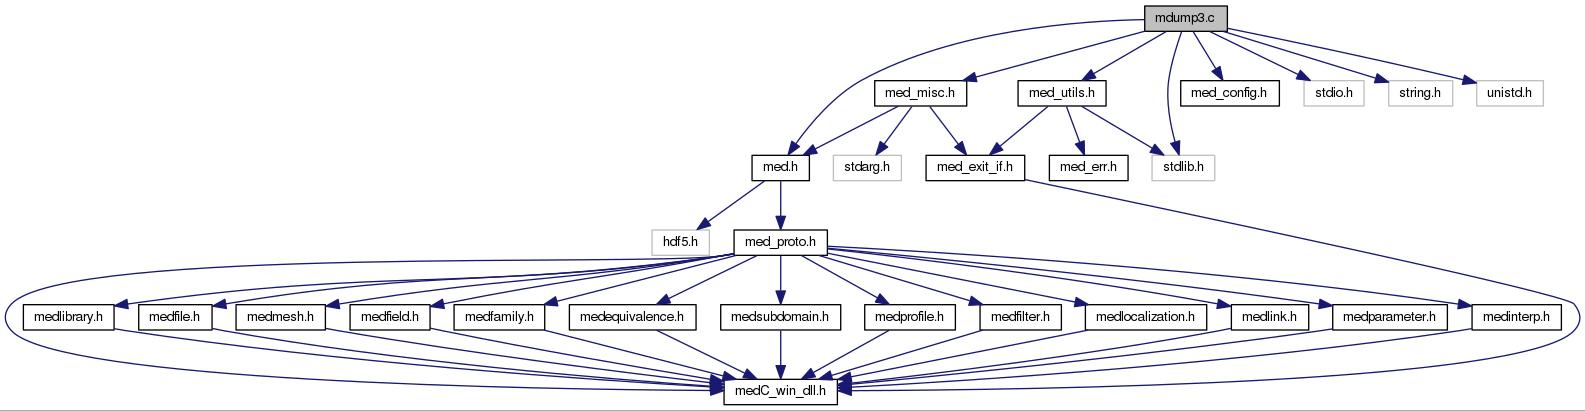 mdump3.c
med_misc.h
med_utils.h
med_config.h
stdio.h
string.h
unistd.h
med.h
stdarg.h
med_exit_if.h
med_err.h
stdlib.h
hdf5.h
med_proto.h
medlibrary.h
medfile.h
medmesh.h
medfield.h
medfamily.h
medequivalence.h
medsubdomain.h
medprofile.h
medfilter.h
medlocalization.h
medlink.h
medparameter.h
medinterp.h
medC_win_dll.h